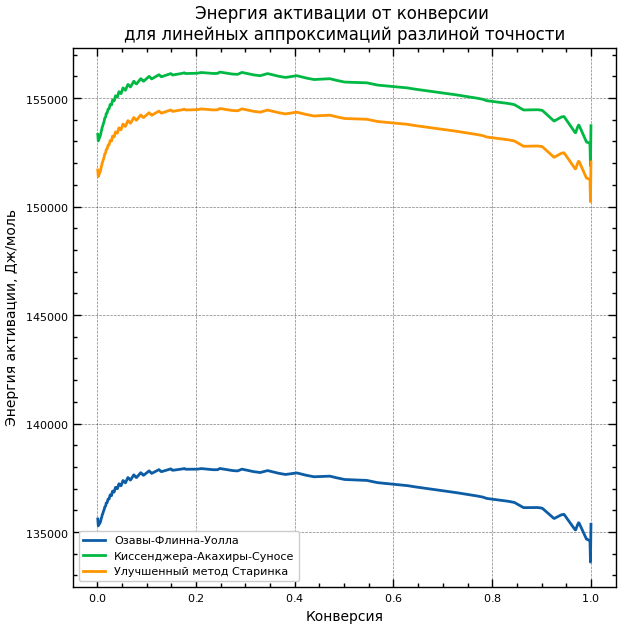 Энергия активации от конверсии
для линейных аппроксимаций разлиной точности
Энергия активации, Дж/моль
155000
150000
145000
140000
135000
Озавы-Флинна-Уолла
Киссенджера-Акахиры-Суносе
Улучшенный метод Старинка
0.0 0.2 0.4 0.6 0.8 1.0
Конверсия